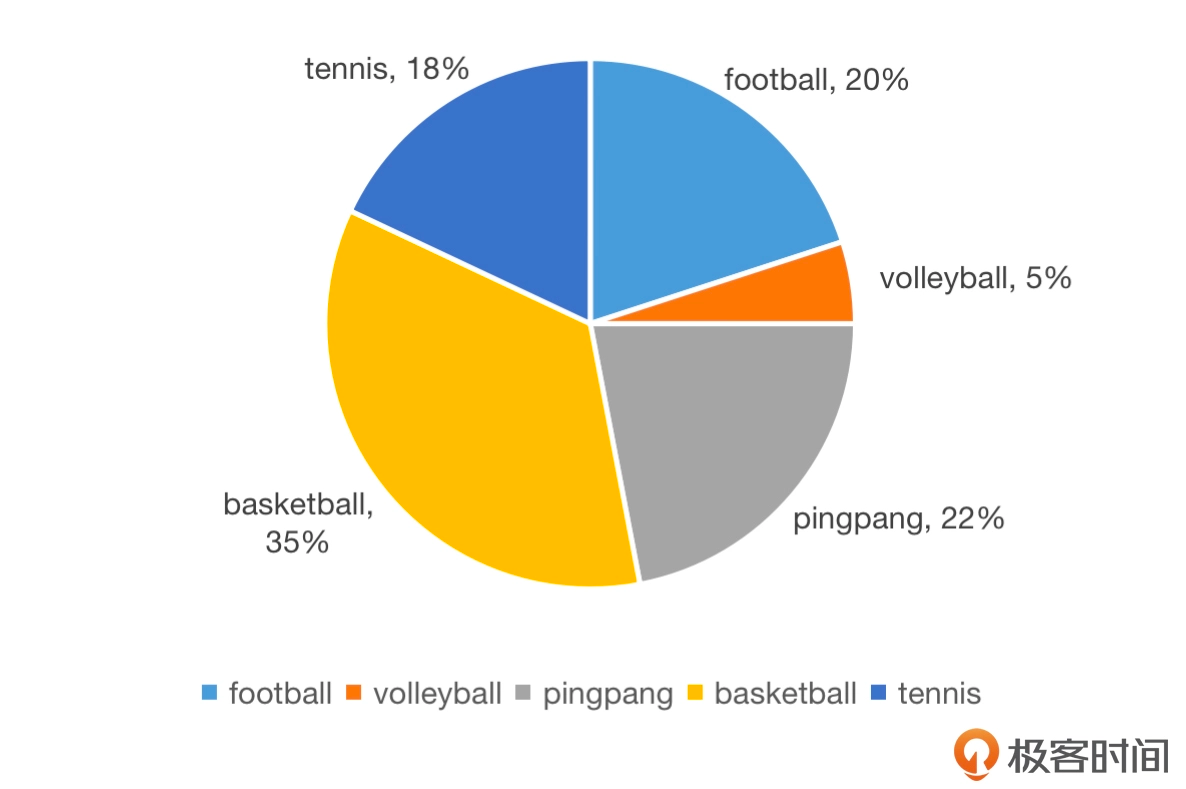 tennis, 18%
football, 20%
volleyball, 5%
basketball,
35%
pingpang, 22%
football volleyball pingpang basketball tennis
极客时间